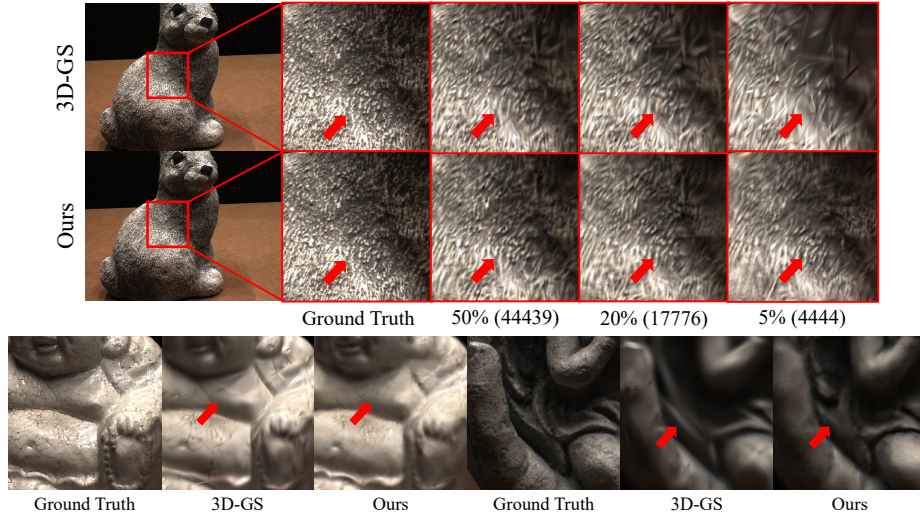 3D-GS
Ours
Ground Truth 50% (44439) 20% (17776) 5% (4444)
Ground Truth 3D-GS Ours Ground Truth 3D-GS Ours